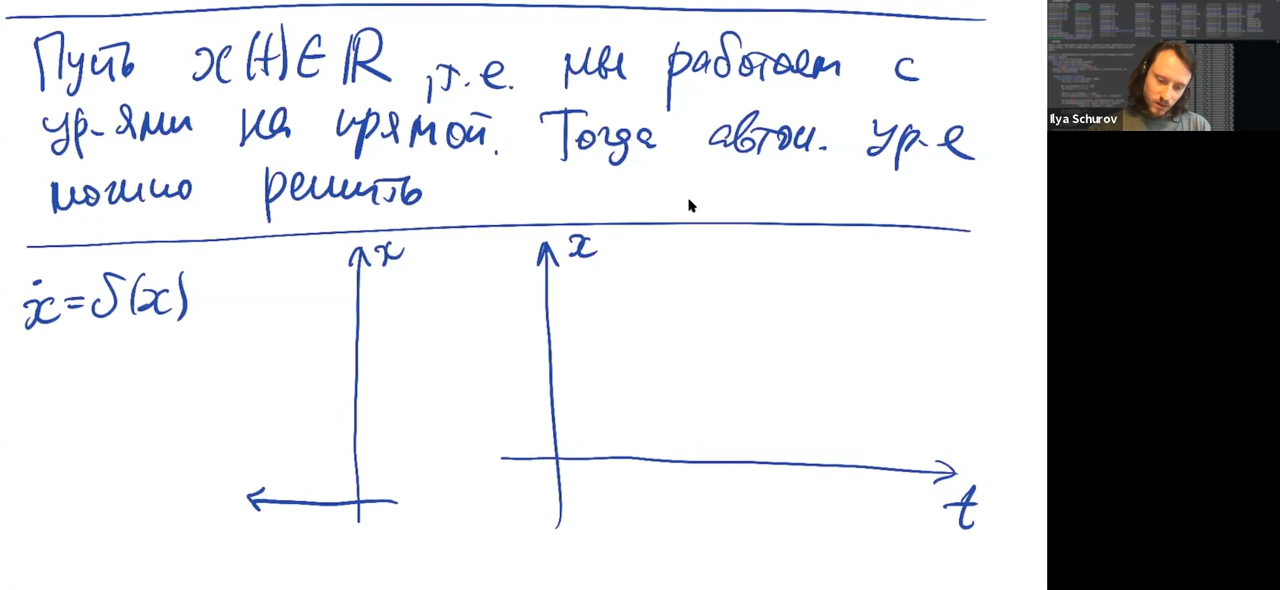 Пусть x(t)∈ℝ, т.е. мы работаем с
ур-ями на прямой. Тогда автон. ур-е
можно решить
ẋ=f(x)
x
x
t
Ilya Schurov